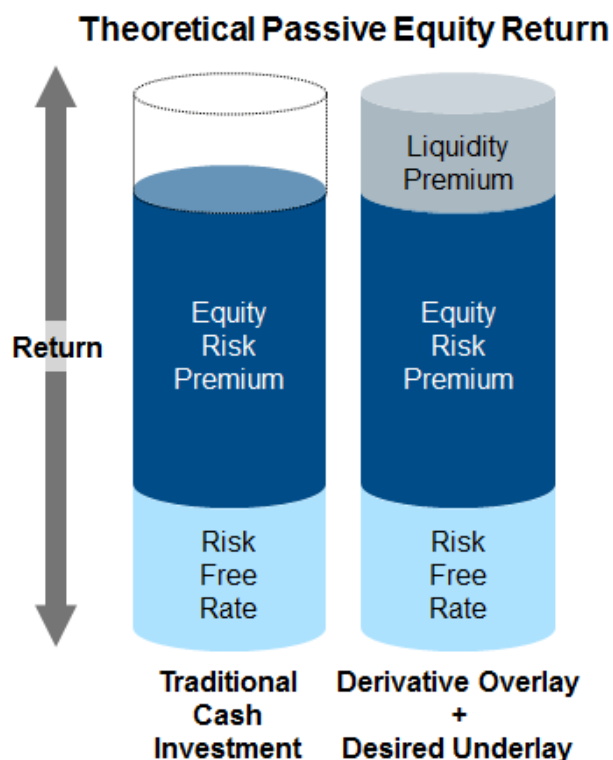 Theoretical Passive Equity Return
Liquidity
Premium
Return
Equity
Risk
Premium
Equity
Risk
Premium
Risk
Free
Rate
Risk
Free
Rate
Traditional
Cash
Investment
Derivative Overlay
+
Desired Underlay